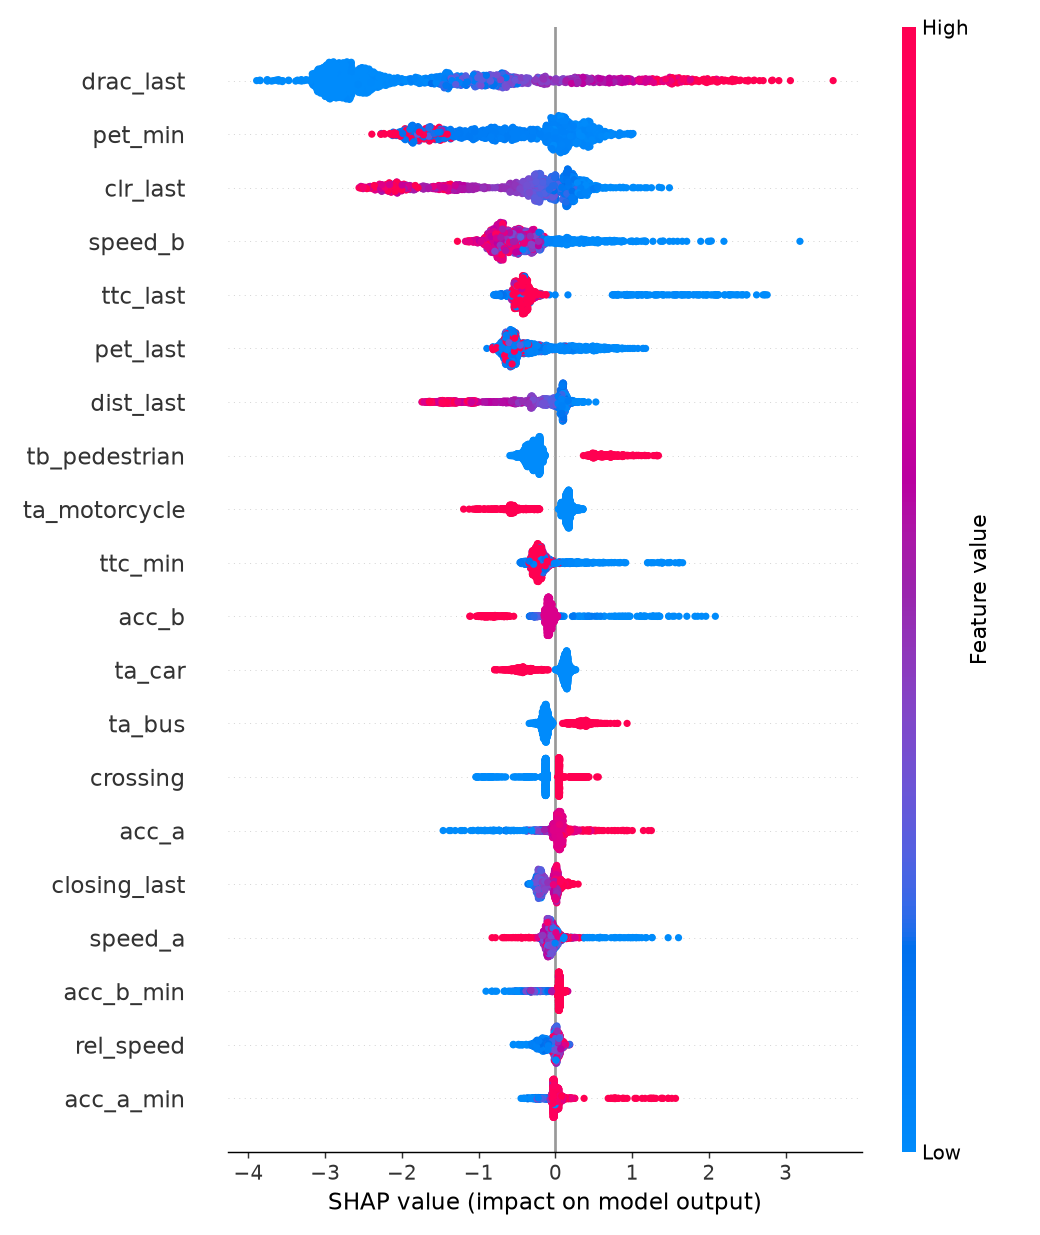 High
drac_last
pet_min
clr_last
speed_b
ttc_last
pet_last
dist_last
tb_pedestrian
ta_motorcycle
ttc_min
acc_b
ta_car
ta_bus
crossing
acc_a
closing_last
speed_a
acc_b_min
rel_speed
acc_a_min
Feature value
Low
−4 −3 −2 −1 0 1 2 3
SHAP value (impact on model output)